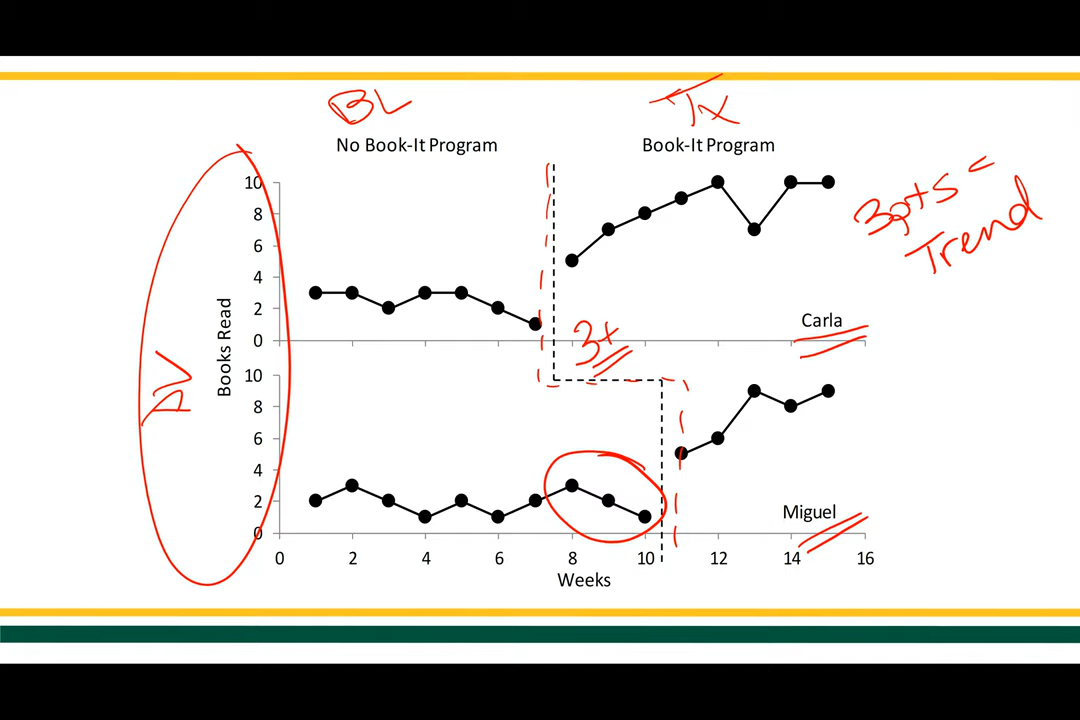 BL
Tx
No Book-It Program
Book-It Program
10
8
6
4
2
0
3pts =
Trend
Carla
3+
Books Read
10
8
6
4
2
0
Miguel
0 2 4 6 8 10 12 14 16
Weeks